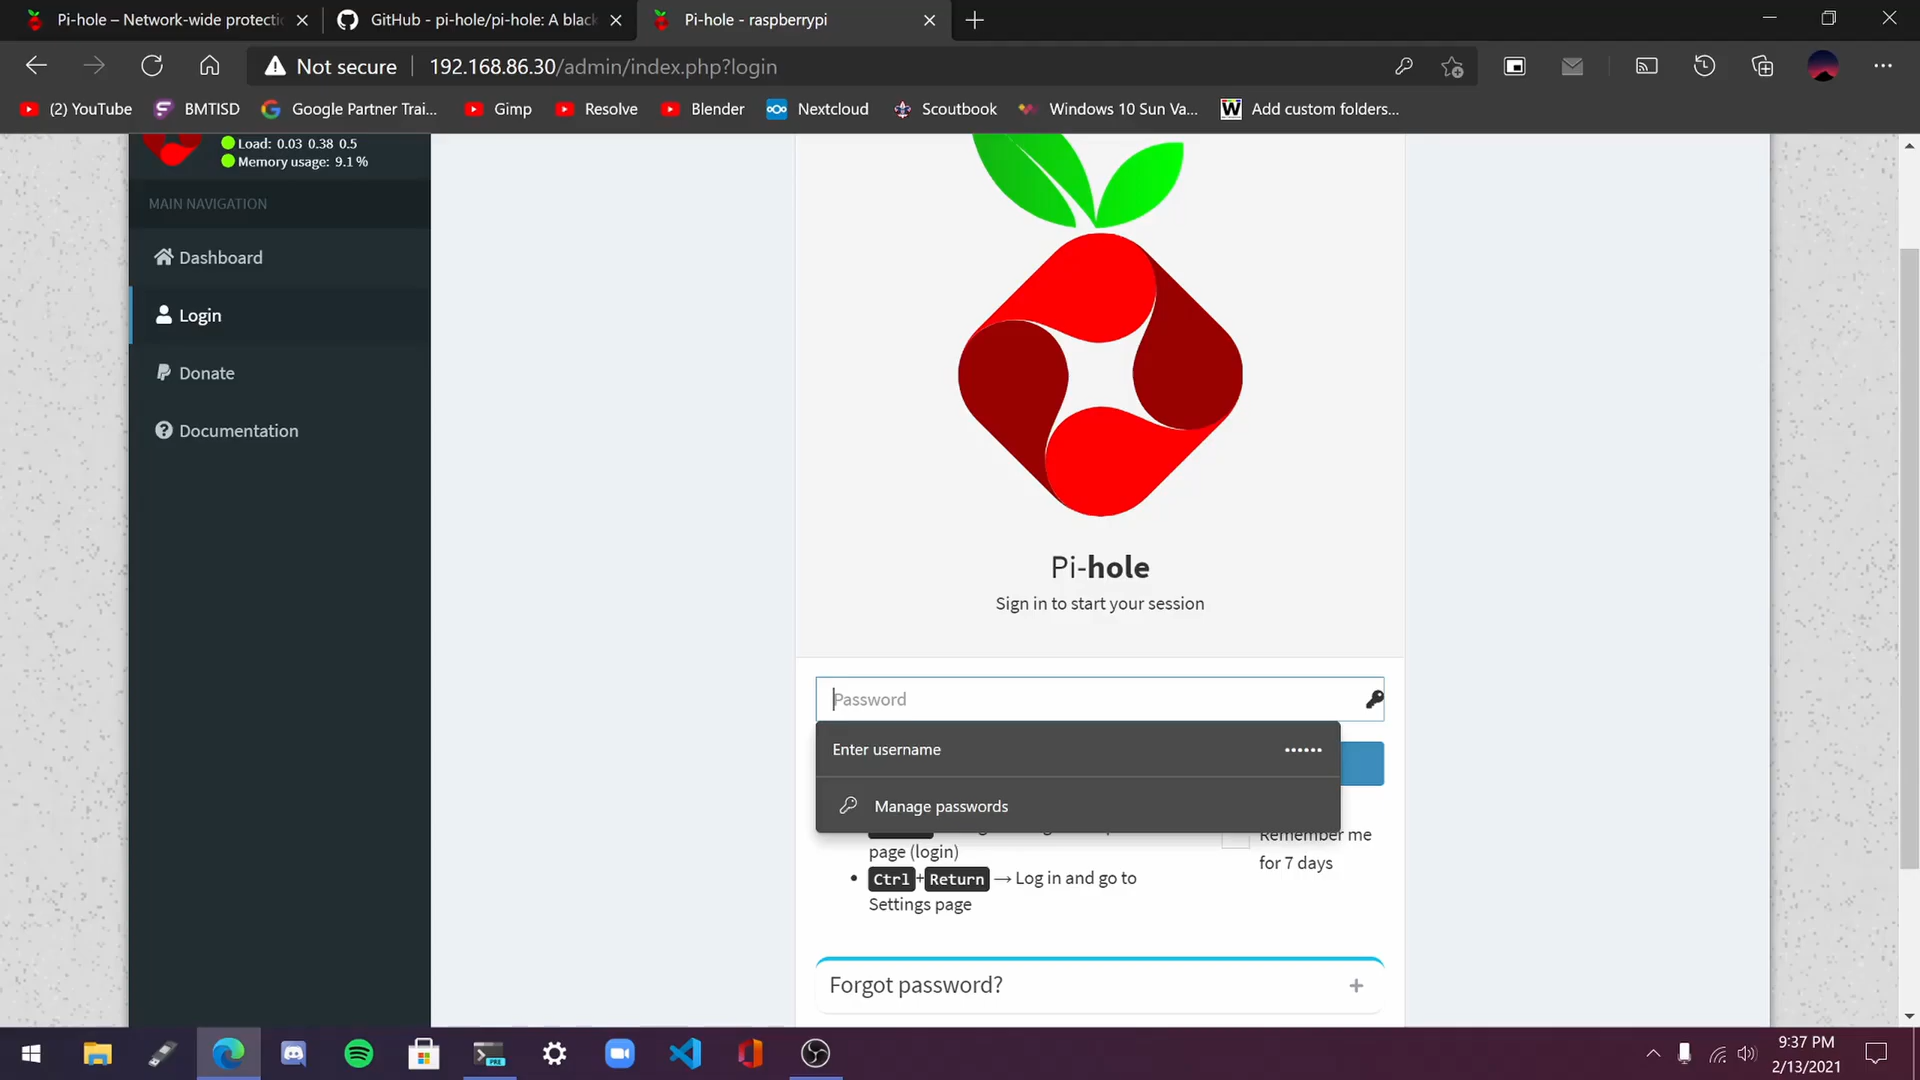 Pi-hole – Network-wide protecti
GitHub - pi-hole/pi-hole: A black
Pi-hole - raspberrypi
Not secure
192.168.86.30/admin/index.php?login
(2) YouTube
BMTISD
Google Partner Trai...
Gimp
Resolve
Blender
Nextcloud
Scoutbook
Windows 10 Sun Va...
Add custom folders...
Load: 0.03 0.38 0.5
Memory usage: 9.1 %
MAIN NAVIGATION
Dashboard
Login
Donate
Documentation
Pi-hole
Sign in to start your session
Password
Enter username ••••••
Manage passwords
Remember me
for 7 days
page (login)
Ctrl+Return → Log in and go to
Settings page
Forgot password?
PRE
9:37 PM
2/13/2021